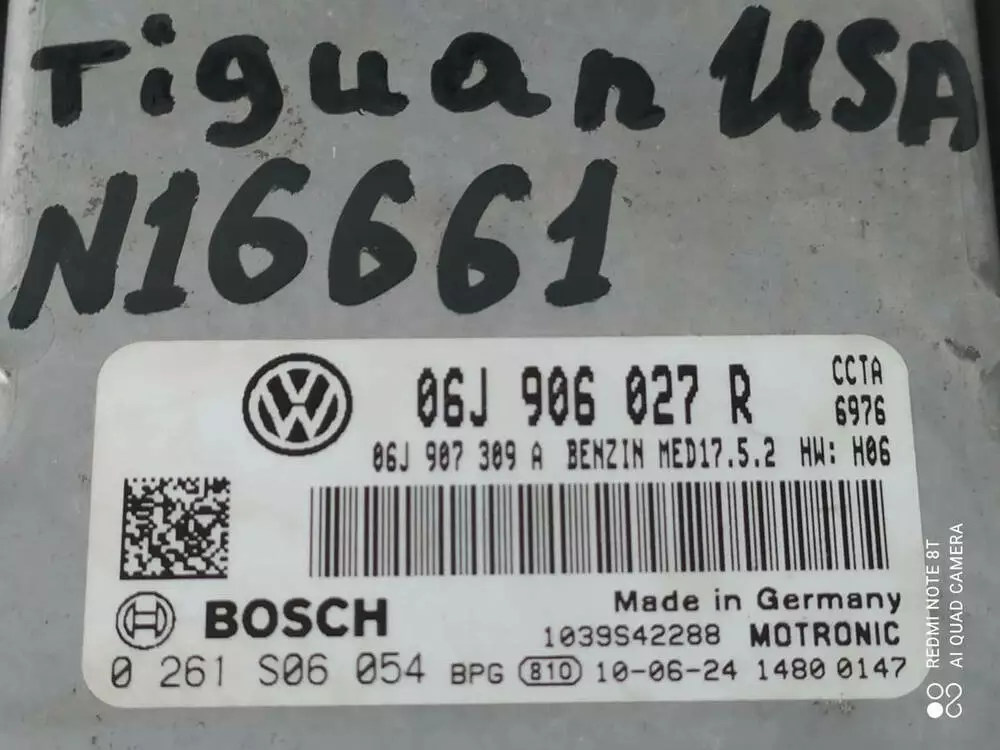 Tiguan USA
N16661
06J 906 027 R
CCTA
6976
06J 907 309 A BENZIN MED17.5.2 HW: H06
BOSCH
Made in Germany
1039S42288 MOTRONIC
0 261 S06 054 BPG 810 10-06-24 1480 0147
REDMI NOTE 8T
AI QUAD CAMERA